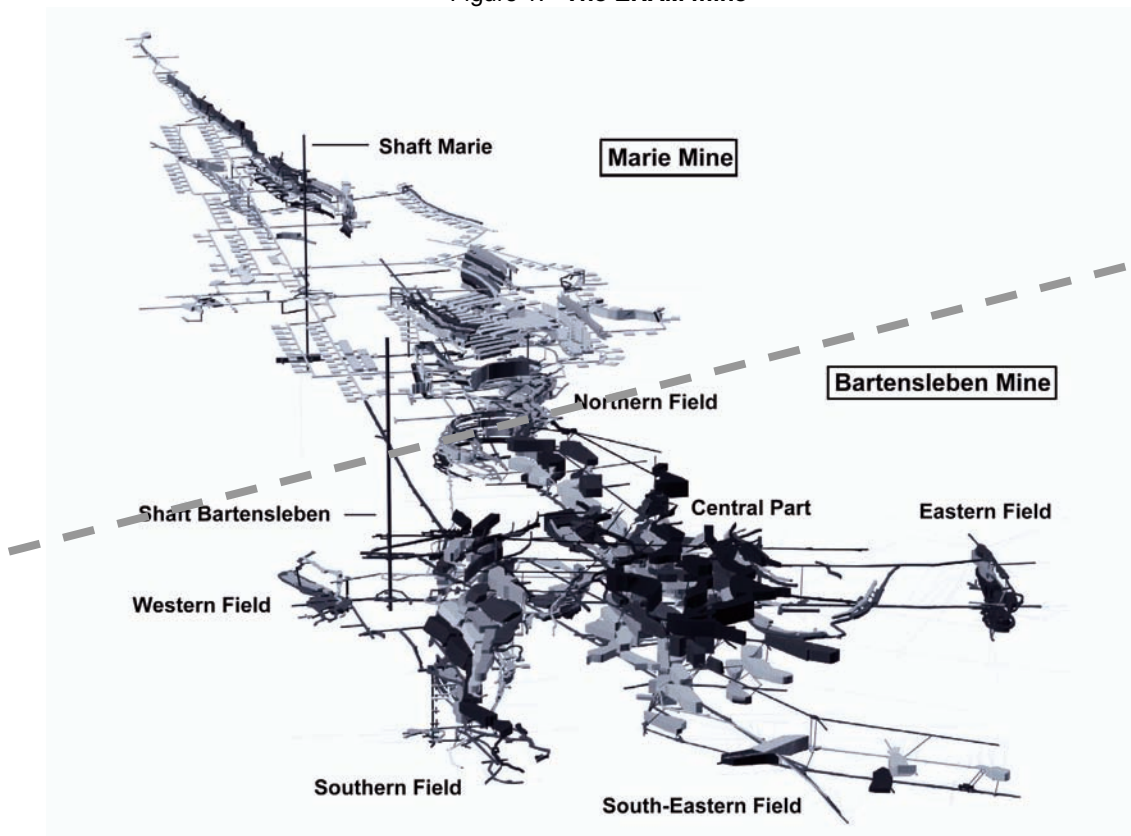 Shaft Marie
Marie Mine
Bartensleben Mine
Northern Field
Shaft Bartensleben
Central Part
Eastern Field
Western Field
Southern Field
South-Eastern Field